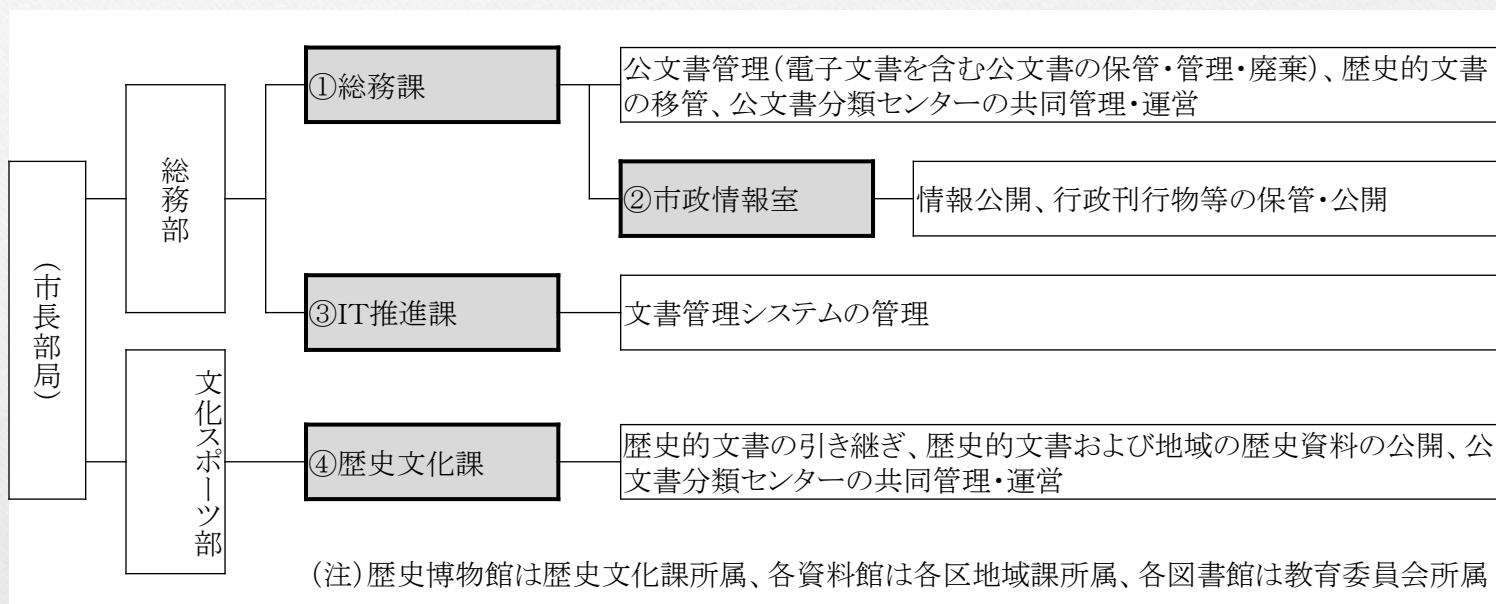 (市長部局)
総務部
①総務課
公文書管理(電子文書を含む公文書の保管・管理・廃棄)、歴史的文書
の移管、公文書分類センターの共同管理・運営
②市政情報室
情報公開、行政刊行物等の保管・公開
③IT推進課
文書管理システムの管理
文化スポーツ部
④歴史文化課
歴史的文書の引き継ぎ、歴史的文書および地域の歴史資料の公開、公
文書分類センターの共同管理・運営
(注)歴史博物館は歴史文化課所属、各資料館は各区地域課所属、各図書館は教育委員会所属